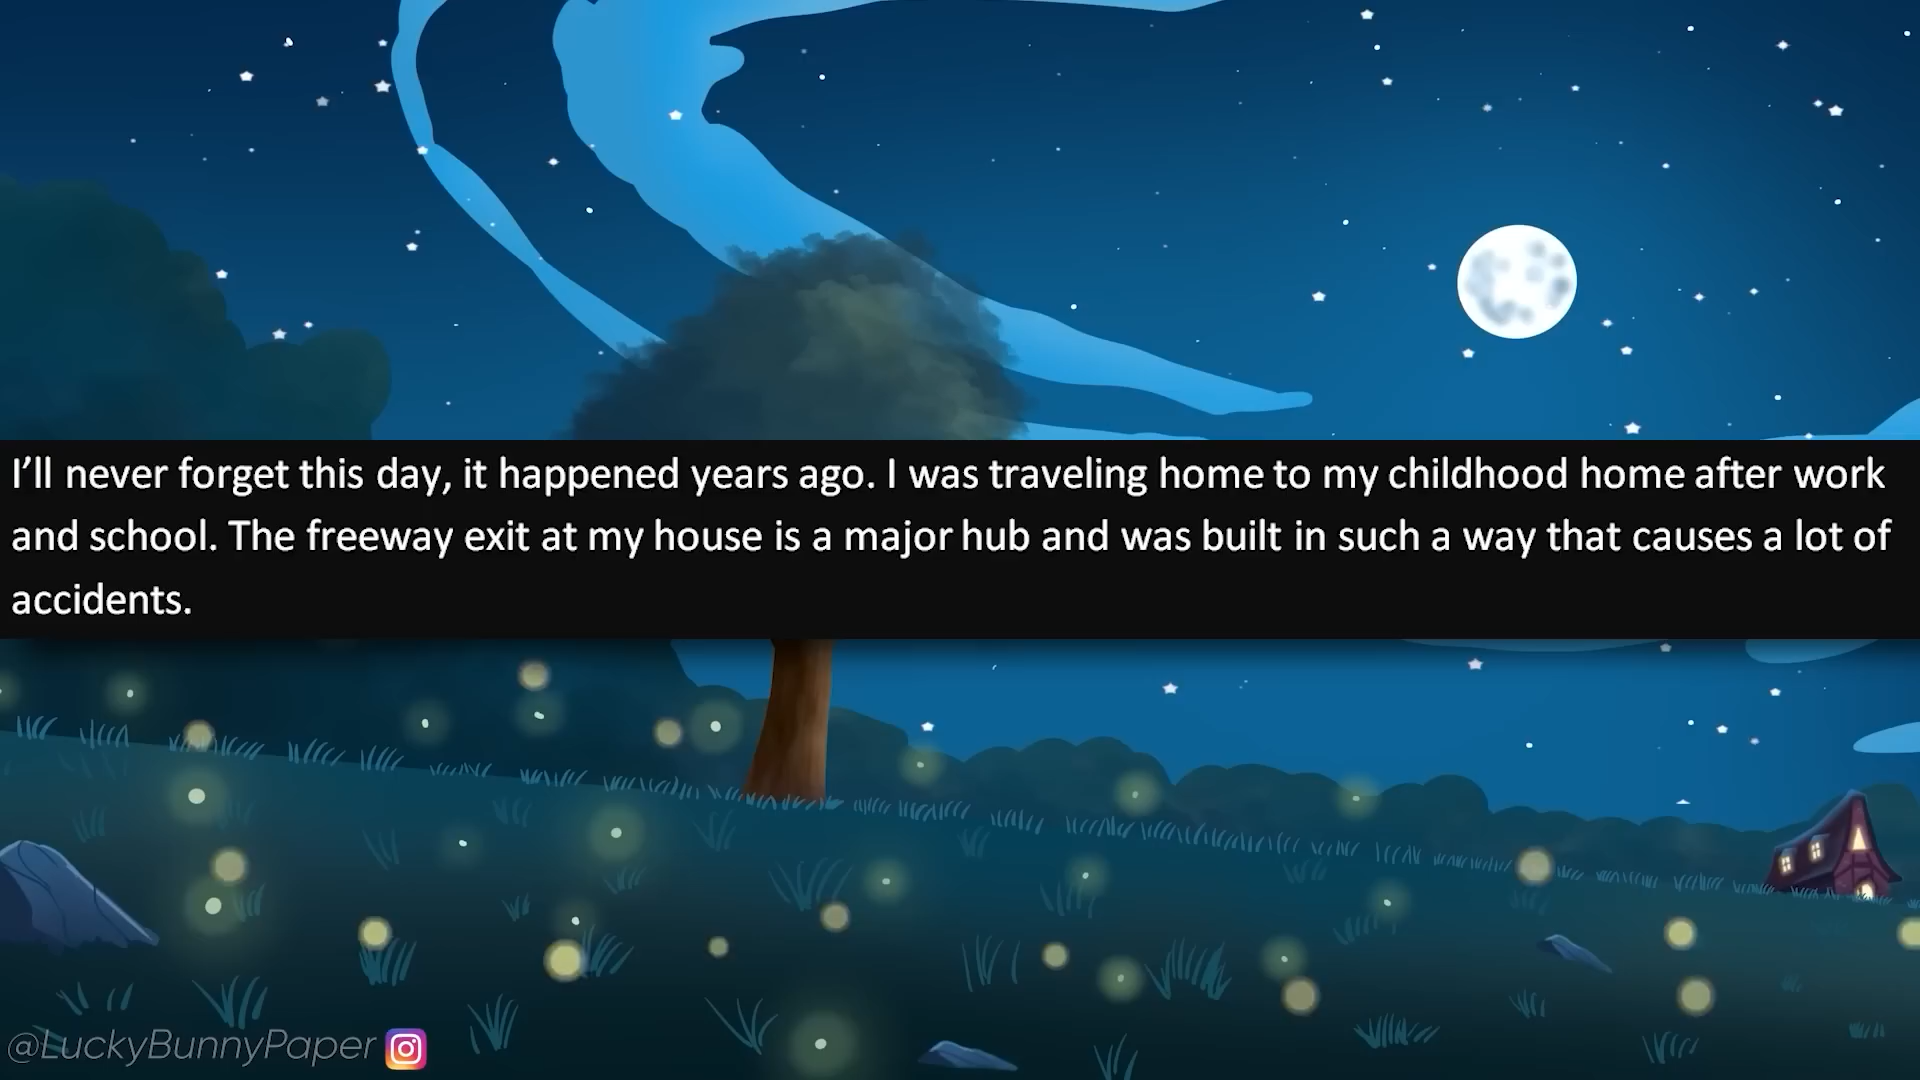 I’ll never forget this day, it happened years ago. I was traveling home to my childhood home after work
and school. The freeway exit at my house is a major hub and was built in such a way that causes a lot of
accidents.
@LuckyBunnyPaper